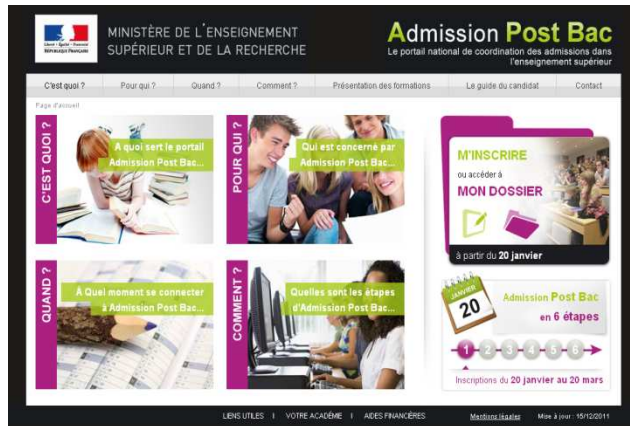 Liberté • Égalité • Fraternité
RÉPUBLIQUE FRANÇAISE
MINISTÈRE DE L'ENSEIGNEMENT
SUPÉRIEUR ET DE LA RECHERCHE
Admission Post Bac
Le portail national de coordination des admissions dans
l'enseignement supérieur
C'est quoi ? Pour qui ? Quand ? Comment ? Présentation des formations Le guide du candidat Contact
Page d'accueil
C'EST QUOI ?
A quoi sert le portail
Admission Post Bac...
POUR QUI ?
Qui est concerné par
Admission Post Bac...
M'INSCRIRE
ou accéder à
MON DOSSIER
à partir du 20 janvier
QUAND ?
À Quel moment se connecter
à Admission Post Bac...
COMMENT ?
Quelles sont les étapes
d'Admission Post Bac...
JANVIER
20
Admission Post Bac
en 6 étapes
1 2 3 4 5 6
Inscriptions du 20 janvier au 20 mars
LIENS UTILES I VOTRE ACADÉMIE I AIDES FINANCIÈRES Mentions légales Mise à jour : 15/12/2011